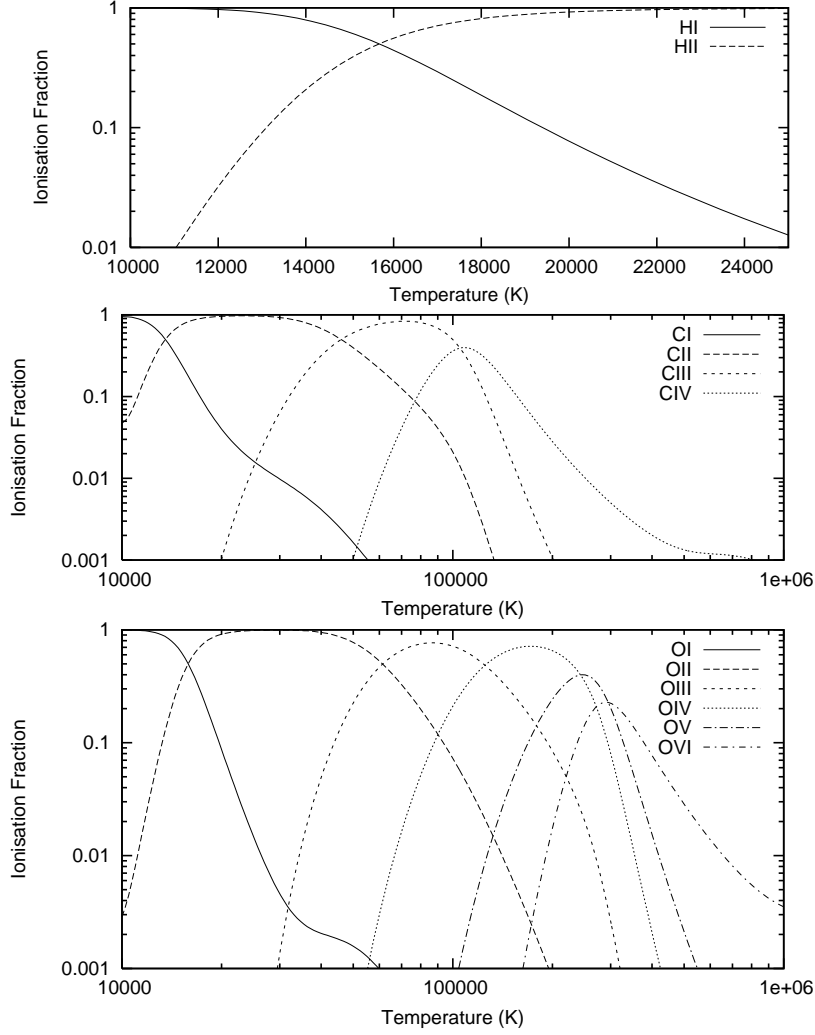 1
0.1
0.01
Ionisation Fraction
HI
HII
10000 12000 14000 16000 18000 20000 22000 24000
Temperature (K)
1
0.1
0.01
0.001
Ionisation Fraction
CI
CII
CIII
CIV
10000 100000 1e+06
Temperature (K)
1
0.1
0.01
0.001
Ionisation Fraction
OI
OII
OIII
OIV
OV
OVI
10000 100000 1e+06
Temperature (K)